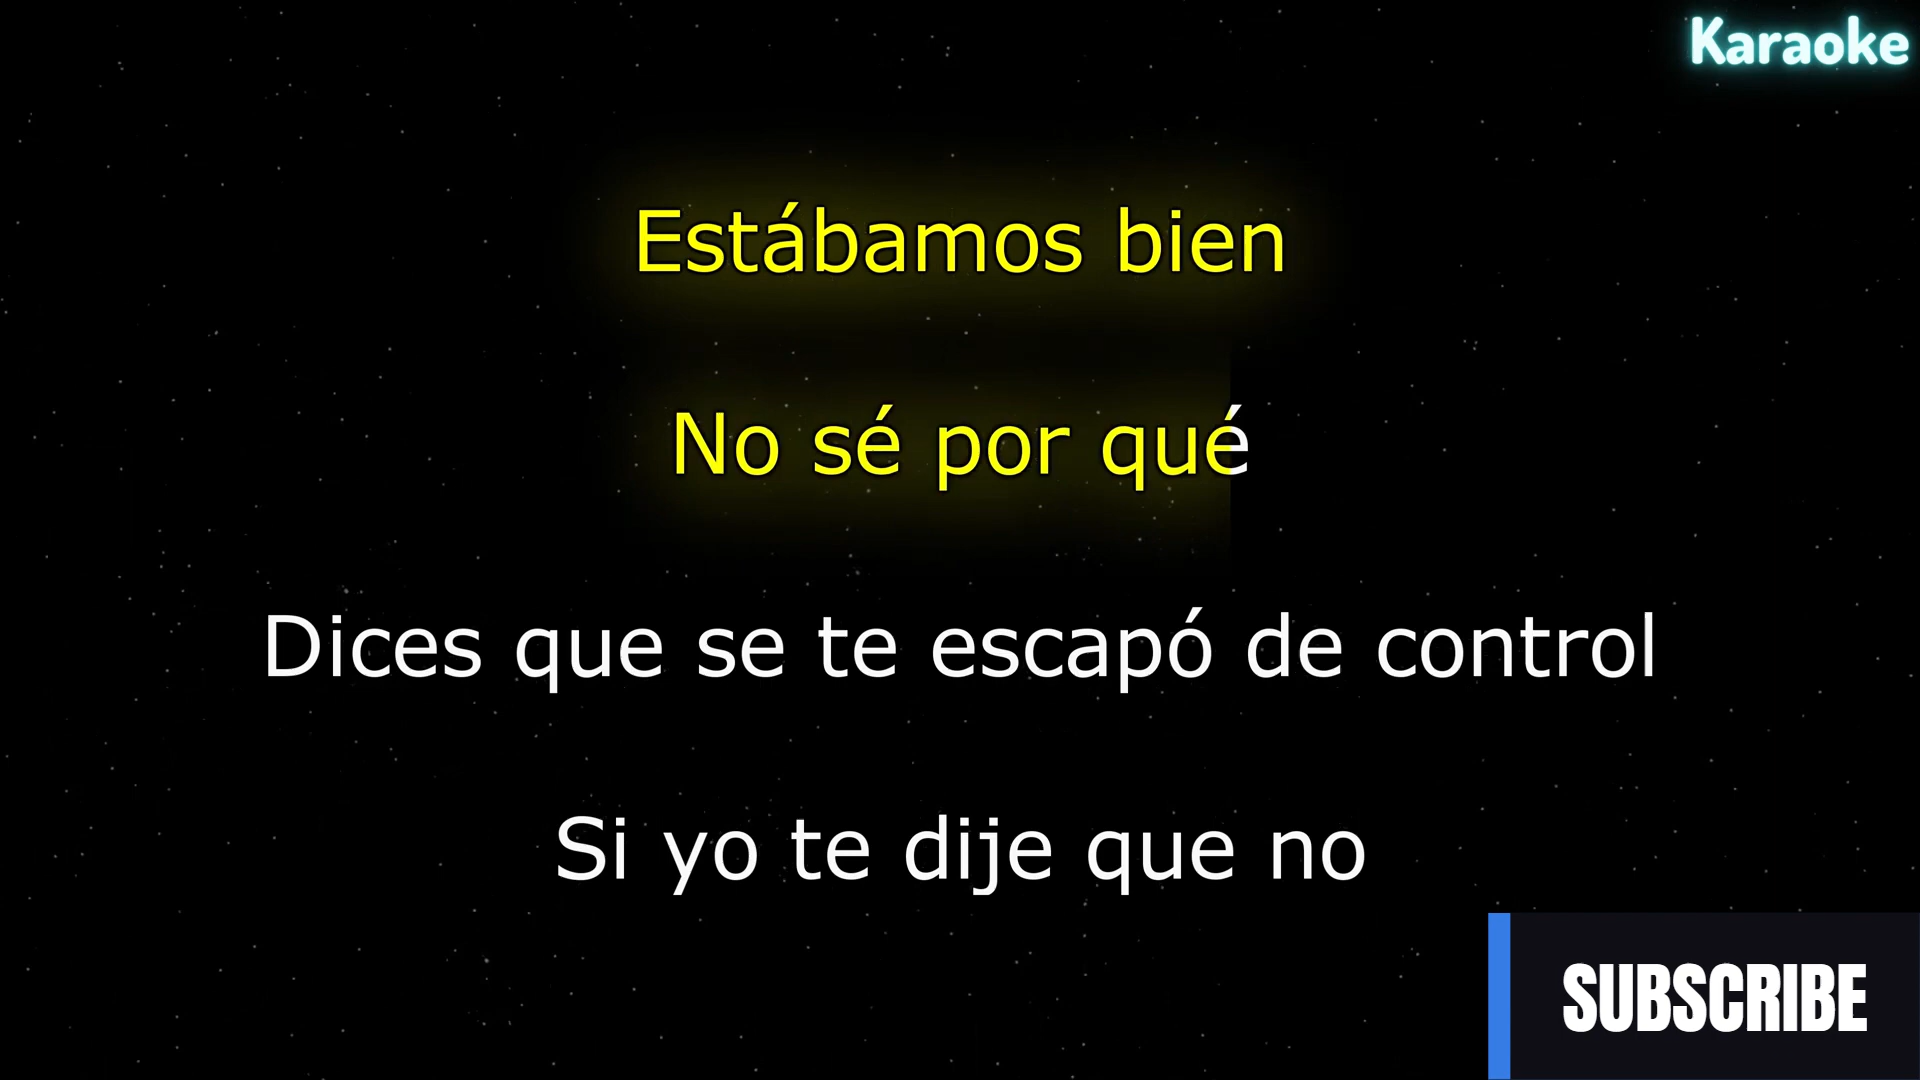 Karaoke
Estábamos bien
No sé por qué
Dices que se te escapó de control
Si yo te dije que no
SUBSCRIBE